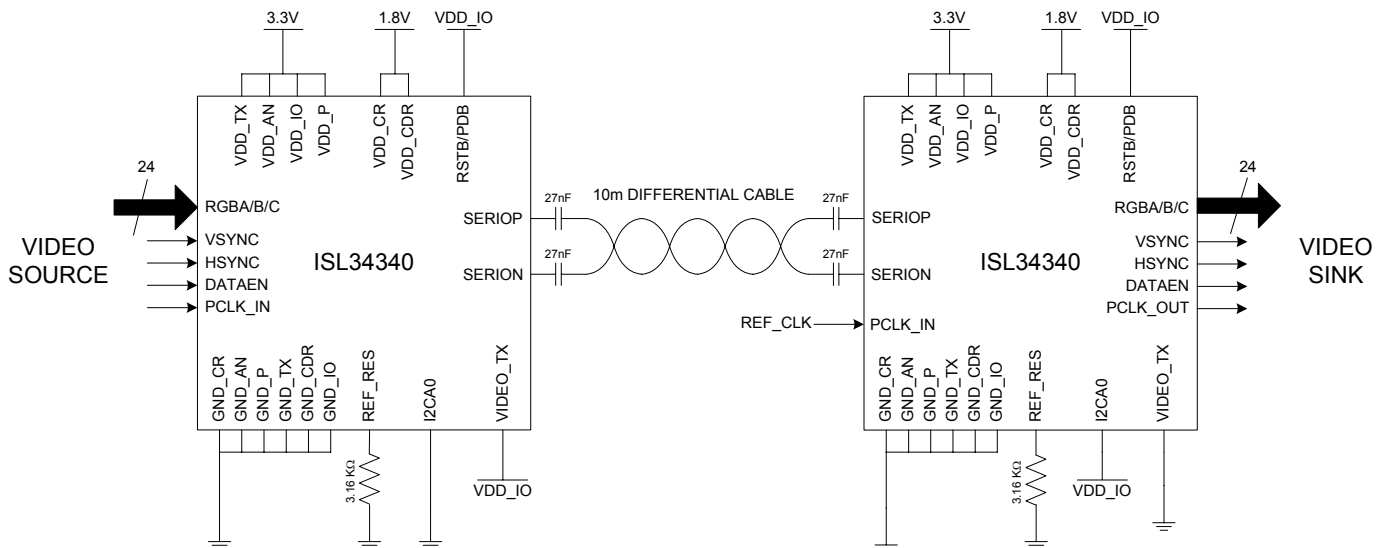 3.3V
1.8V
VDD_IO
3.3V
1.8V
VDD_IO
VDD_TX
VDD_AN
VDD_IO
VDD_P
VDD_CR
VDD_CDR
RSTB/PDB
VDD_TX
VDD_AN
VDD_IO
VDD_P
VDD_CR
VDD_CDR
RSTB/PDB
24
RGBA/B/C
VIDEO
SOURCE
VSYNC
HSYNC
DATAEN
PCLK_IN
ISL34340
SERIOP
SERION
27nF
27nF
10m DIFFERENTIAL CABLE
27nF
27nF
SERIOP
SERION
REF_CLK
PCLK_IN
ISL34340
24
RGBA/B/C
VSYNC
HSYNC
DATAEN
PCLK_OUT
VIDEO
SINK
GND_CR
GND_AN
GND_P
GND_TX
GND_CDR
GND_IO
REF_RES
I2CA0
VIDEO_TX
GND_CR
GND_AN
GND_P
GND_TX
GND_CDR
GND_IO
REF_RES
I2CA0
VIDEO_TX
3.16 KΩ
VDD_IO
3.16 KΩ
VDD_IO